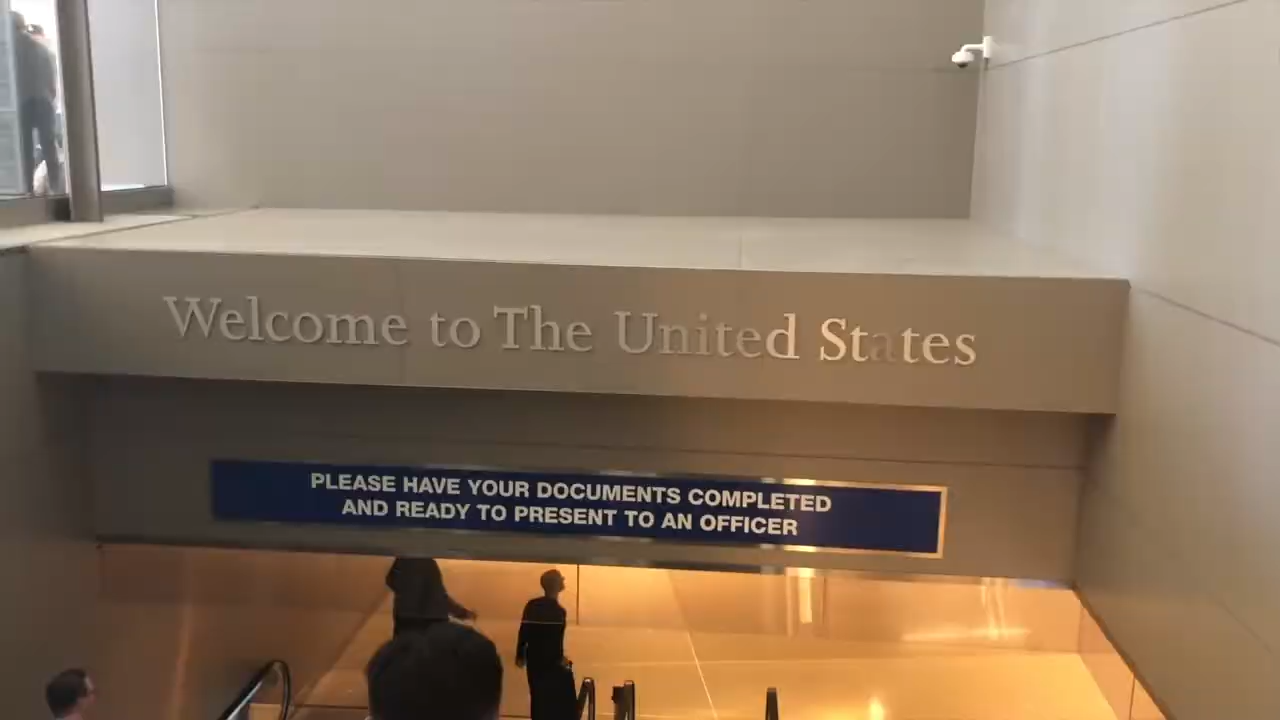 Welcome to The United States
PLEASE HAVE YOUR DOCUMENTS COMPLETED
AND READY TO PRESENT TO AN OFFICER